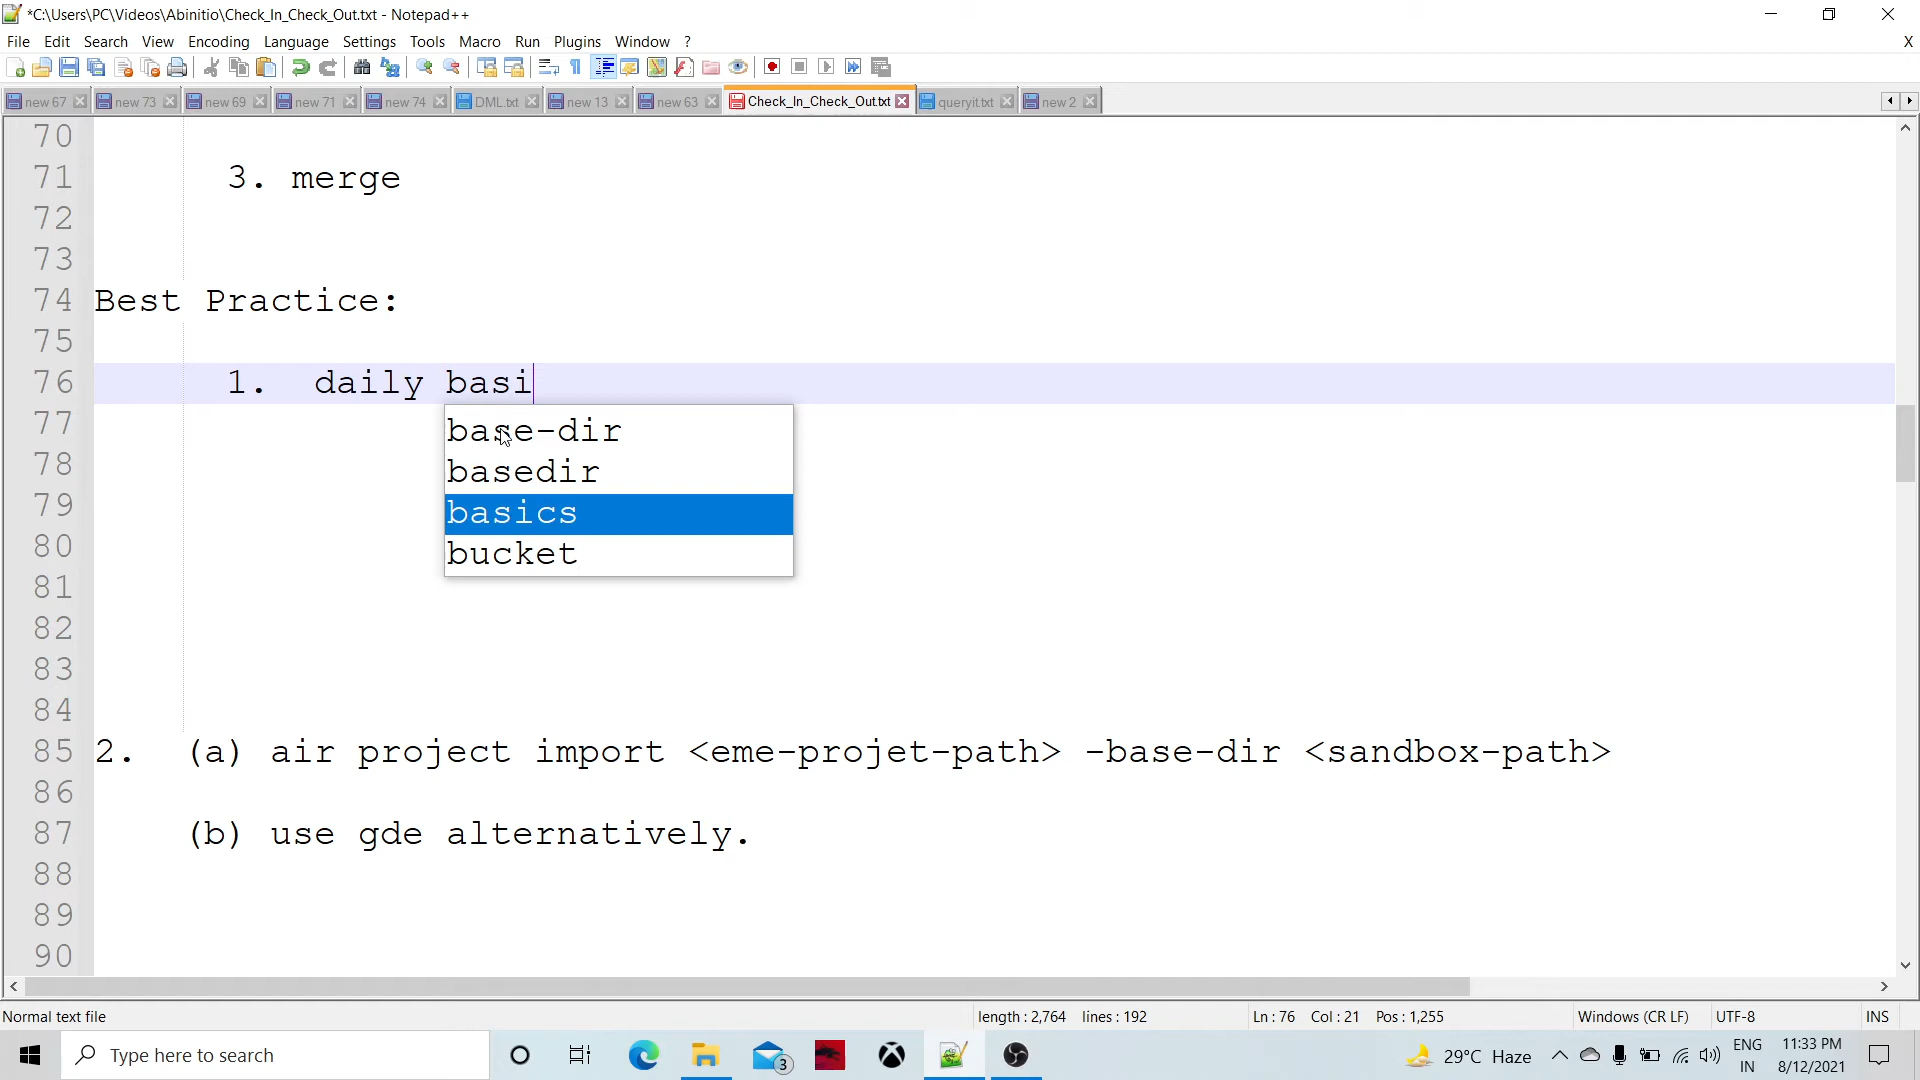 *C:\Users\PC\Videos\Abinitio\Check_In_Check_Out.txt - Notepad++
File Edit Search View Encoding Language Settings Tools Macro Run Plugins Window ? X
new 67 new 73 new 69 new 71 new 74 DML.txt new 13 new 63 Check_In_Check_Out.txt queryit.txt new 2
70
71 3. merge
72
73
74 Best Practice:
75
76 1. daily basi
77 base-dir
78 basedir
79 basics
80 bucket
81
82
83
84
85 2. (a) air project import <eme-projet-path> -base-dir <sandbox-path>
86
87 (b) use gde alternatively.
88
89
90
Normal text file length : 2,764 lines : 192 Ln : 76 Col : 21 Pos : 1,255 Windows (CR LF) UTF-8 INS
Type here to search 3 29°C Haze ENG 11:33 PM
IN 8/12/2021